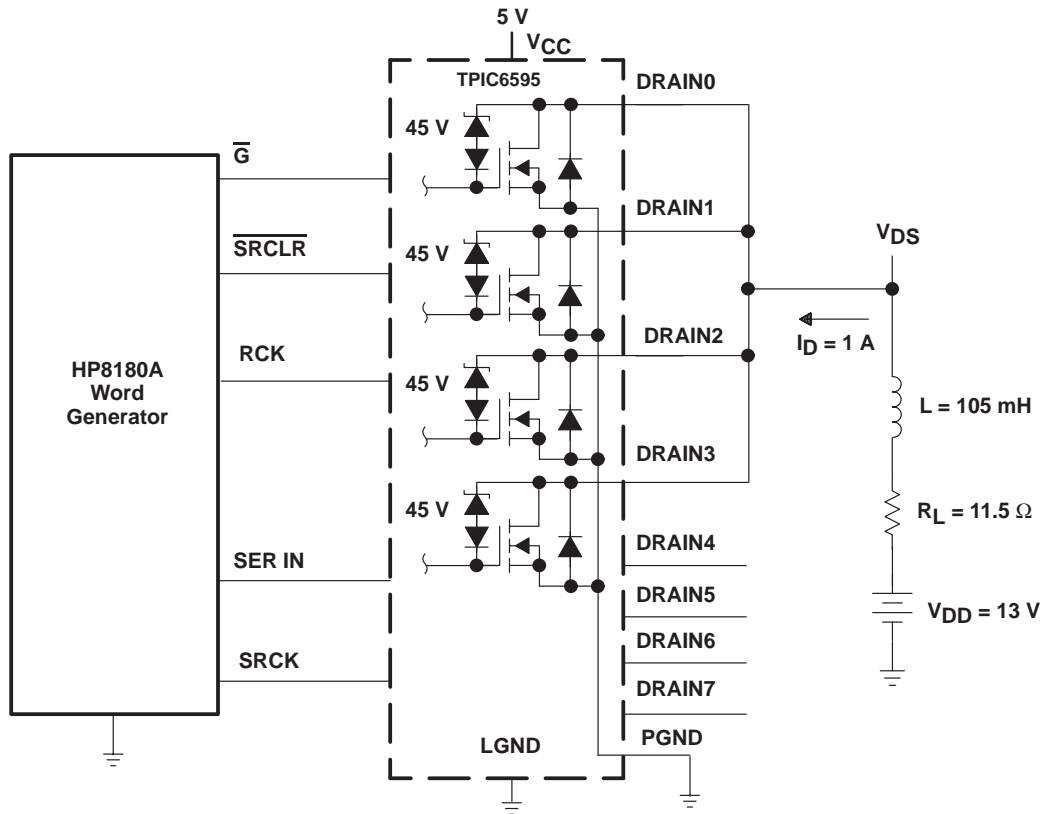 5 V
VCC
TPIC6595
DRAIN0
45 V
G
DRAIN1
SRCLR
45 V
VDS
DRAIN2
ID = 1 A
RCK
HP8180A
Word
Generator
45 V
L = 105 mH
DRAIN3
45 V
RL = 11.5 Ω
DRAIN4
SER IN
DRAIN5
VDD = 13 V
DRAIN6
SRCK
DRAIN7
LGND
PGND